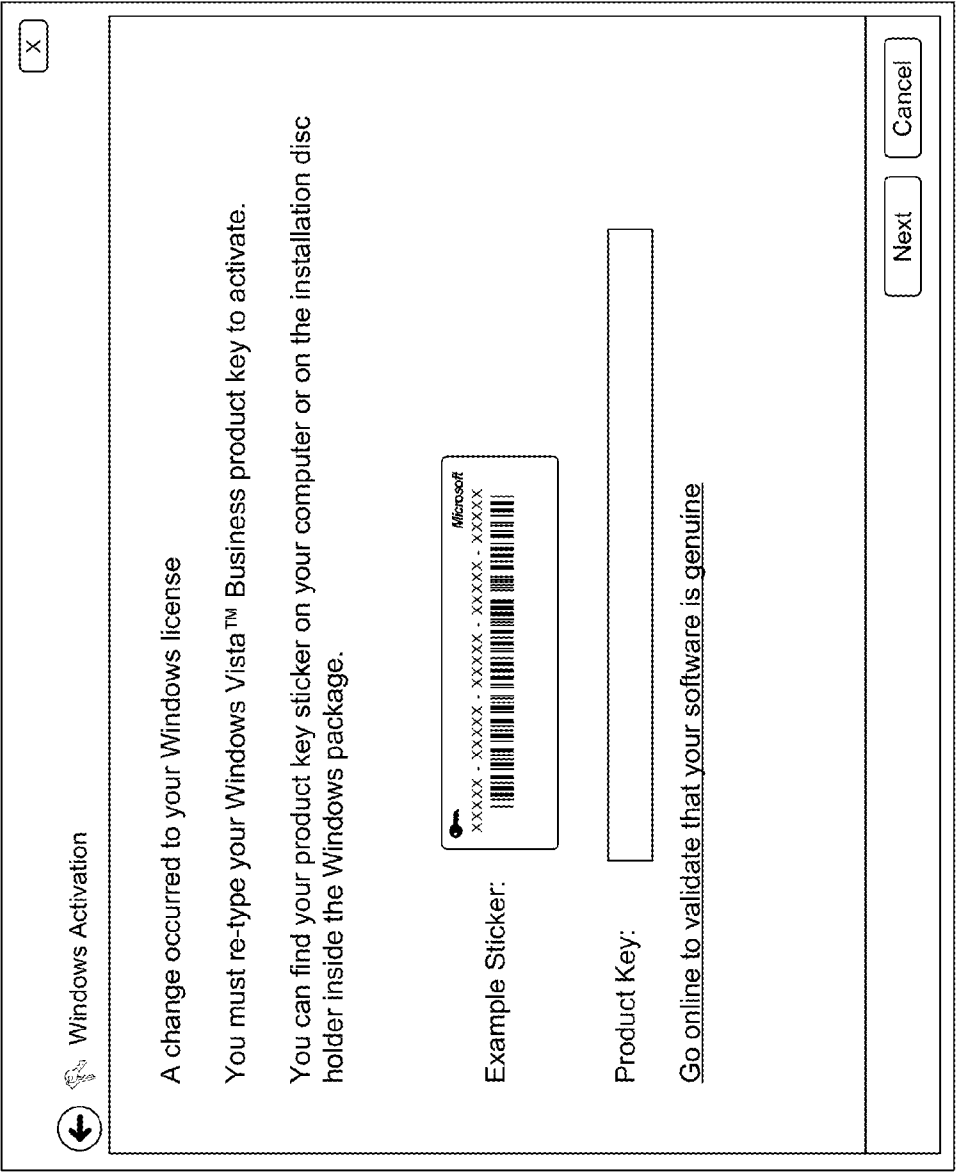 X
Windows Activation
A change occurred to your Windows license
You must re-type your Windows Vista™ Business product key to activate.
You can find your product key sticker on your computer or on the installation disc
holder inside the Windows package.
Example Sticker:
Microsoft
XXXXX - XXXXX - XXXXX - XXXXX - XXXXX - XXXXX
Product Key:
Go online to validate that your software is genuine
Next
Cancel